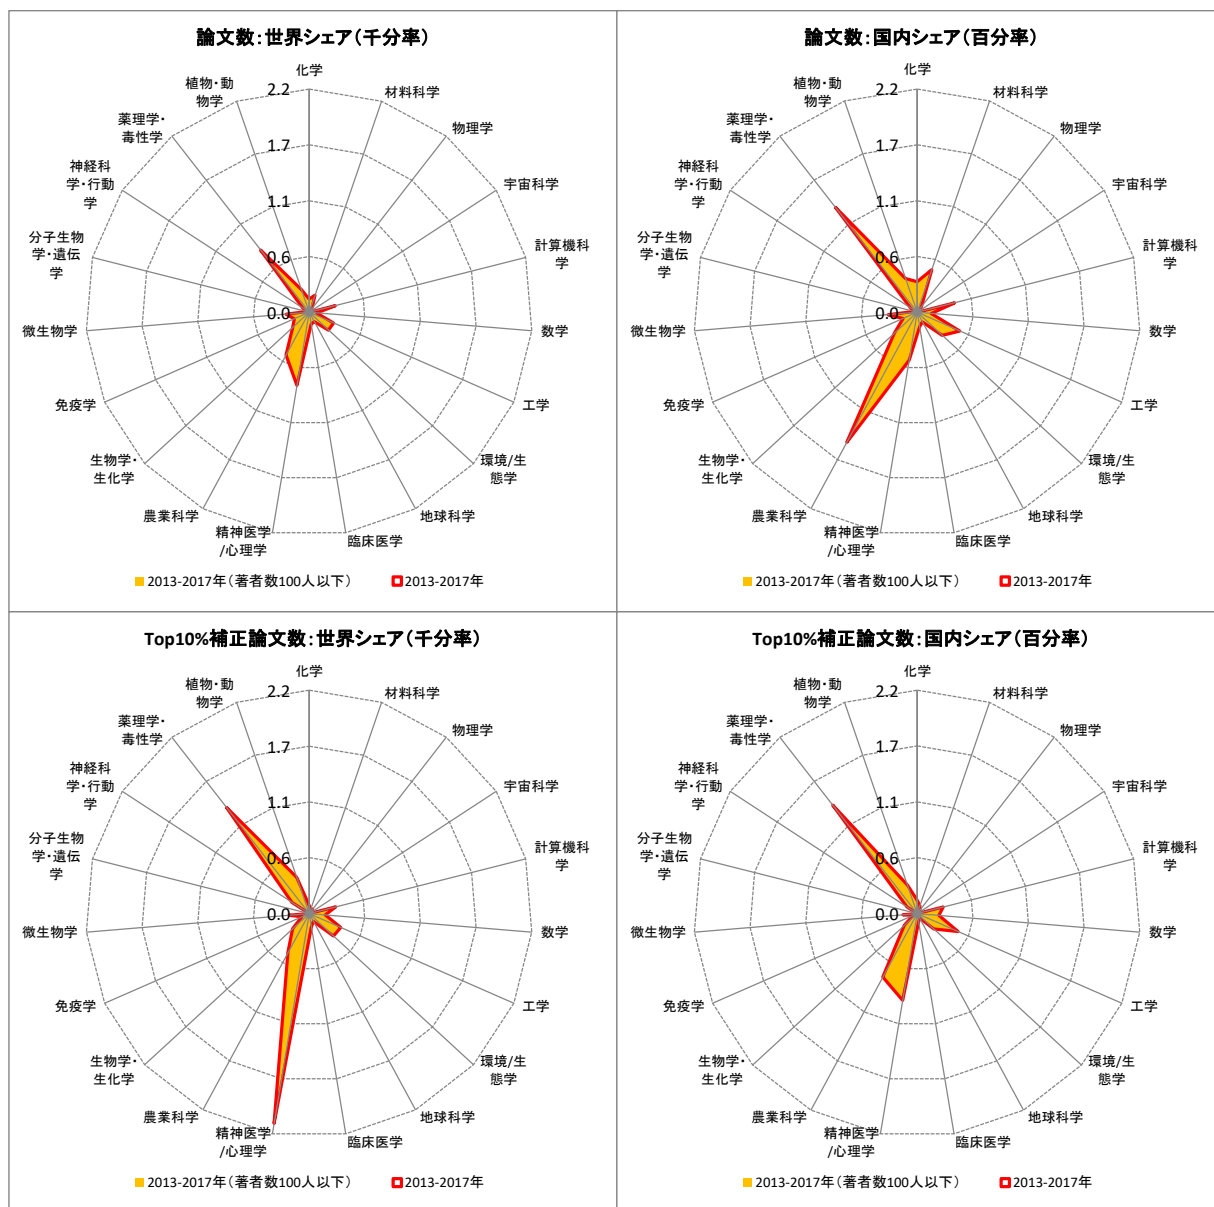 論文数：世界シェア（千分率）
化学
材料科学
物理学
宇宙科学
計算機科
学
数学
工学
環境/生
態学
地球科学
臨床医学
精神医学
/心理学
農業科学
生物学・
生化学
免疫学
微生物学
分子生物
学・遺伝
学
神経科
学・行動
学
薬理学・
毒性学
植物・動
物学
2.2
1.7
1.1
0.6
0.0
2013-2017年（著者数100人以下）
2013-2017年
論文数：国内シェア（百分率）
化学
材料科学
物理学
宇宙科学
計算機科
学
数学
工学
環境/生
態学
地球科学
臨床医学
精神医学
/心理学
農業科学
生物学・
生化学
免疫学
微生物学
分子生物
学・遺伝
学
神経科
学・行動
学
薬理学・
毒性学
植物・動
物学
2.2
1.7
1.1
0.6
0.0
2013-2017年（著者数100人以下）
2013-2017年
Top10%補正論文数：世界シェア（千分率）
化学
材料科学
物理学
宇宙科学
計算機科
学
数学
工学
環境/生
態学
地球科学
臨床医学
精神医学
/心理学
農業科学
生物学・
生化学
免疫学
微生物学
分子生物
学・遺伝
学
神経科
学・行動
学
薬理学・
毒性学
植物・動
物学
2.2
1.7
1.1
0.6
0.0
2013-2017年（著者数100人以下）
2013-2017年
Top10%補正論文数：国内シェア（百分率）
化学
材料科学
物理学
宇宙科学
計算機科
学
数学
工学
環境/生
態学
地球科学
臨床医学
精神医学
/心理学
農業科学
生物学・
生化学
免疫学
微生物学
分子生物
学・遺伝
学
神経科
学・行動
学
薬理学・
毒性学
植物・動
物学
2.2
1.7
1.1
0.6
0.0
2013-2017年（著者数100人以下）
2013-2017年